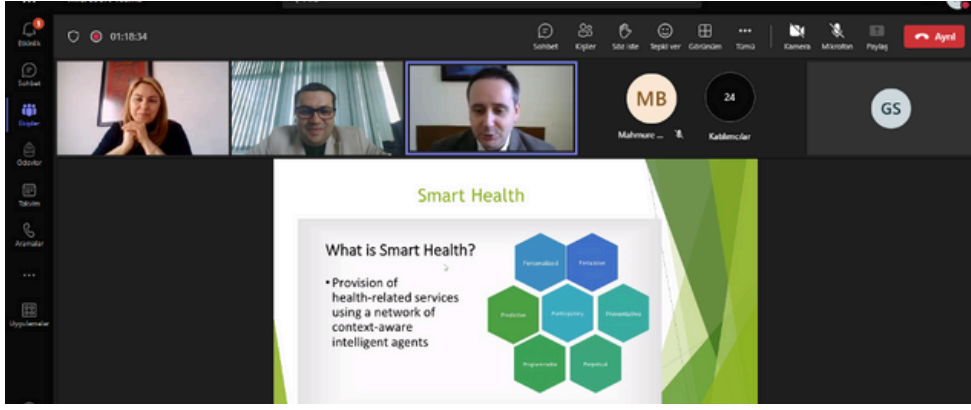 01:18:34
Sohbet
Kişiler
Söz iste
Tepki ver
Görünüm
Tümü
Kamera
Mikrofon
Paylaş
Ayrıl
Etkinlik
Sohbet
Ekipler
Ödevler
Takvim
Aramalar
Uygulamalar
MB
Mahmure ...
24
Katılımcılar
GS
Smart Health
What is Smart Health?
• Provision of
health-related services
using a network of
context-aware
intelligent agents
Personalized
Pervasive
Predictive
Participatory
Preventative
Programmable
Perpetual